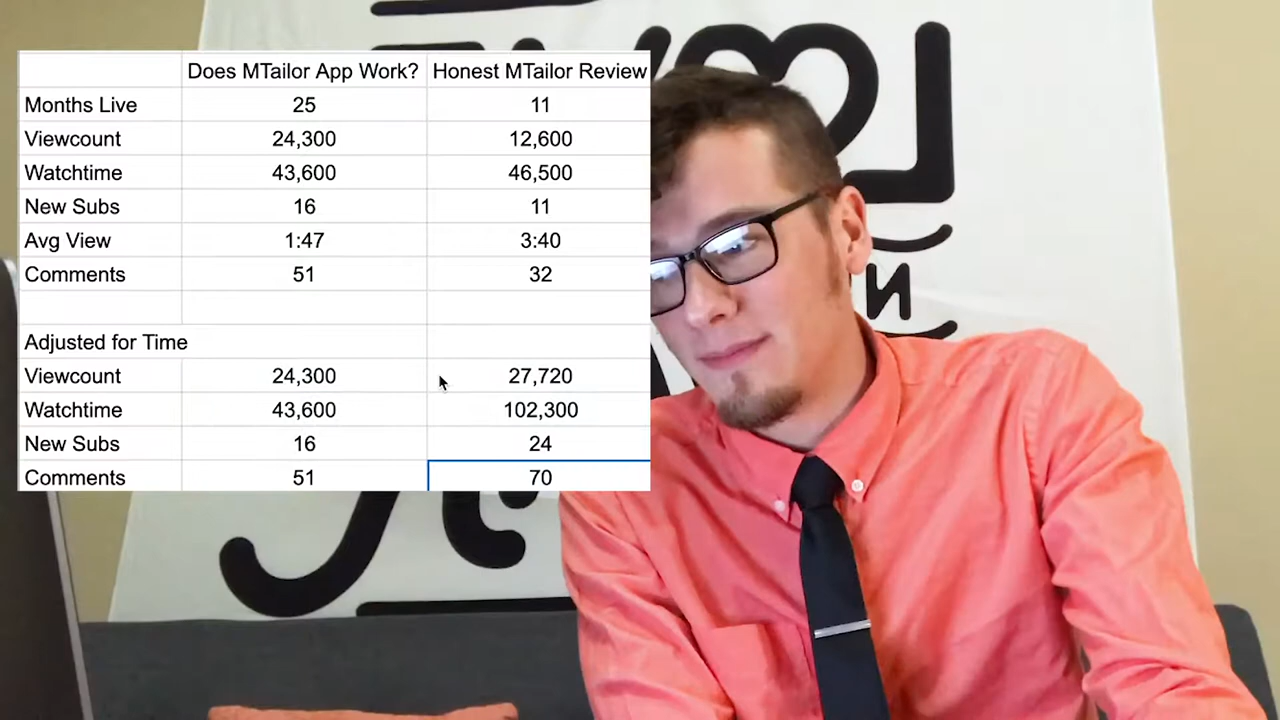 Does MTailor App Work? Honest MTailor Review
Months Live 25 11
Viewcount 24,300 12,600
Watchtime 43,600 46,500
New Subs 16 11
Avg View 1:47 3:40
Comments 51 32
Adjusted for Time
Viewcount 24,300 27,720
Watchtime 43,600 102,300
New Subs 16 24
Comments 51 70